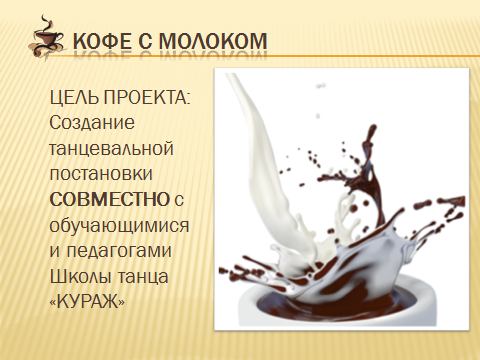 КОФЕ С МОЛОКОМ
ЦЕЛЬ ПРОЕКТА:
Создание
танцевальной
постановки
СОВМЕСТНО с
обучающимися
и педагогами
Школы танца
«КУРАЖ»